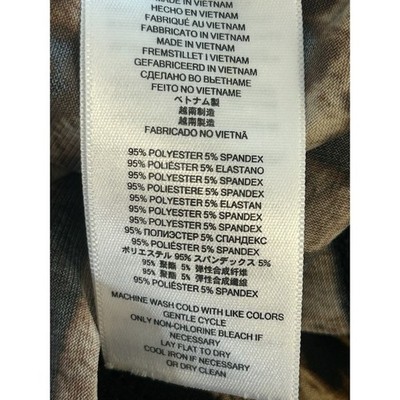 MADE IN VIETNAM
HECHO EN VIETNAM
FABRIQUÉ AU VIETNAM
FABBRICATO IN VIETNAM
MADE IN VIETNAM
FREMSTILLET I VIETNAM
GEFABRICEERD IN VIETNAM
СДЕЛАНО ВО ВЬЕТНАМЕ
FEITO NO VIETNAME
ベトナム製
越南制造
越南製造
FABRICADO NO VIETNÃ
95% POLYESTER 5% SPANDEX
95% POLIÉSTER 5% ELASTANO
95% POLYESTER 5% SPANDEX
95% POLIESTERE 5% SPANDEX
95% POLYESTER 5% ELASTAN
95% POLYESTER 5% SPANDEX
95% POLYESTER 5% SPANDEX
95% ПОЛИЭСТЕР 5% СПАНДЕКС
95% POLIÉSTER 5% SPANDEX
ポリエステル 95% スパンデックス 5%
95% 聚酯 5% 弹性合成纤维
95% 聚酯 5% 弹性合成纖維
95% POLIÉSTER 5% SPANDEX
MACHINE WASH COLD WITH LIKE COLORS
GENTLE CYCLE
ONLY NON-CHLORINE BLEACH IF
NECESSARY
LAY FLAT TO DRY
COOL IRON IF NECESSARY
OR DRY CLEAN